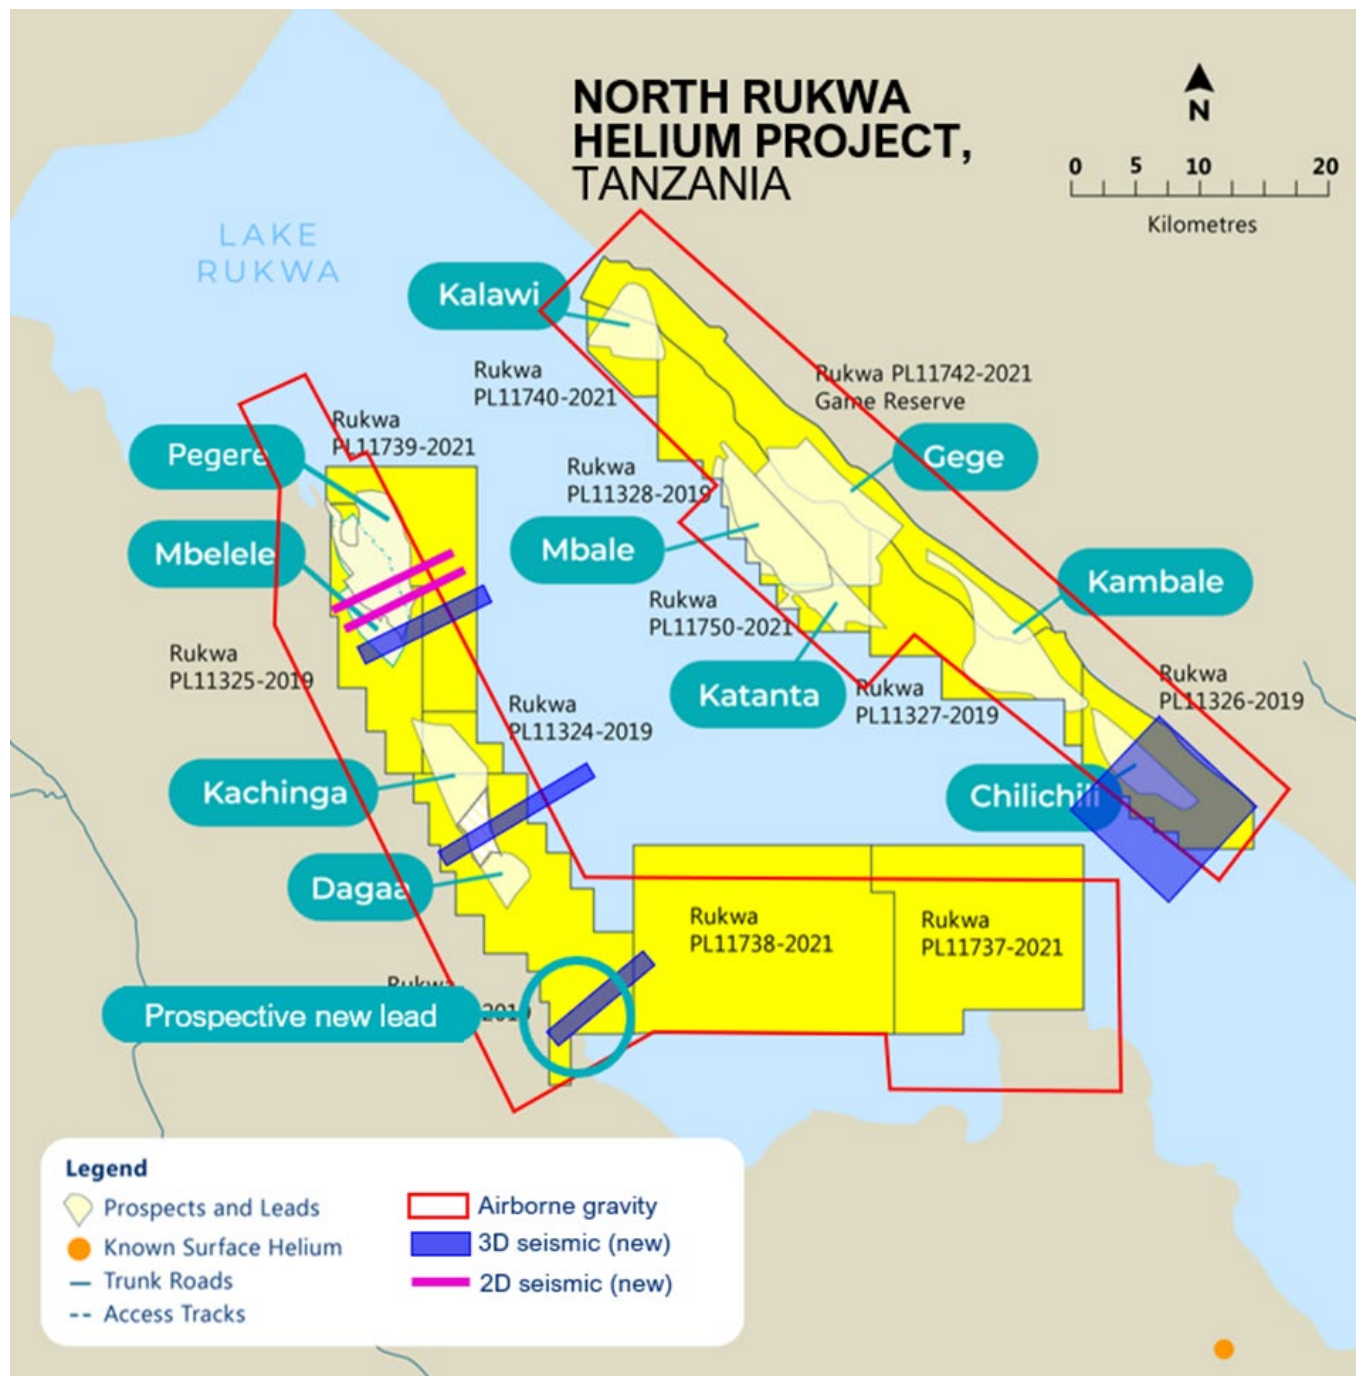 NORTH RUKWA
HELIUM PROJECT,
TANZANIA
N
0 5 10 20
Kilometres
LAKE
RUKWA
Kalawi
Rukwa
PL11740-2021
Rukwa PL11742-2021
Game Reserve
Rukwa
PL11739-2021
Pegere
Gege
Rukwa
PL11328-2019
Mbelele
Mbale
Kambale
Rukwa
PL11750-2021
Rukwa
PL11325-2019
Katanta
Rukwa
PL11327-2019
Rukwa
PL11326-2019
Rukwa
PL11324-2019
Kachinga
Chilichili
Dagaa
Rukwa
PL11738-2021
Rukwa
PL11737-2021
Rukwa
2019
Prospective new lead
Legend
Prospects and Leads
Known Surface Helium
Trunk Roads
Access Tracks
Airborne gravity
3D seismic (new)
2D seismic (new)